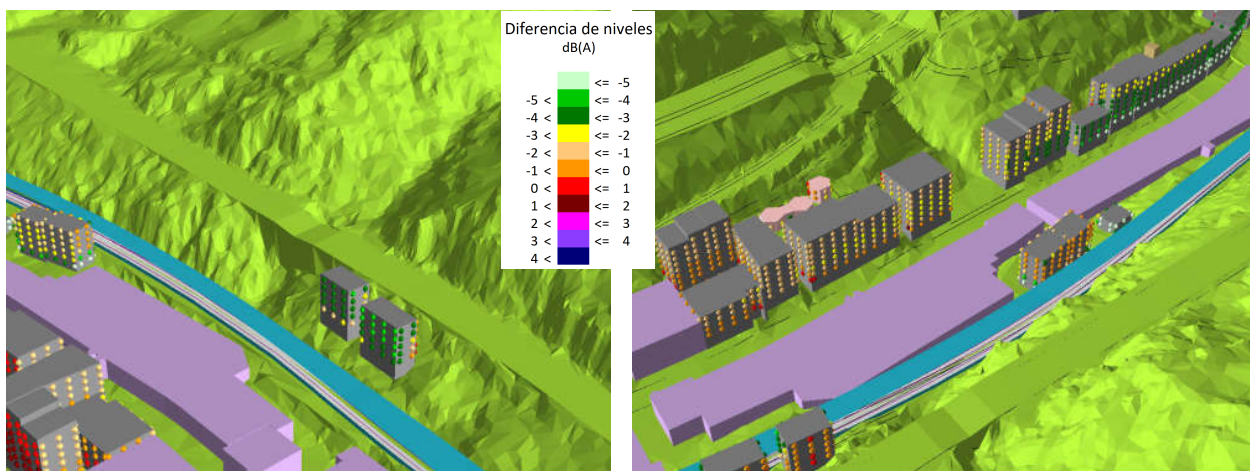 Diferencia de niveles
dB(A)
<= -5
-5 < <= -4
-4 < <= -3
-3 < <= -2
-2 < <= -1
-1 < <= 0
0 < <= 1
1 < <= 2
2 < <= 3
3 < <= 4
4 <